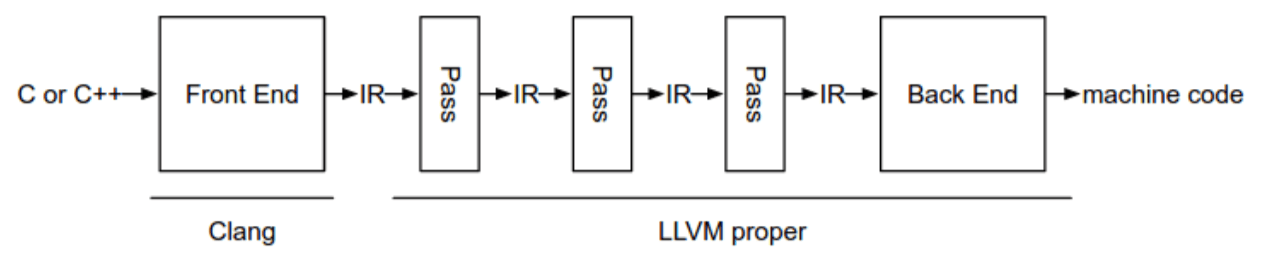 C or C++ Front End IR Pass IR Pass IR Pass IR Back End machine code
Clang LLVM proper